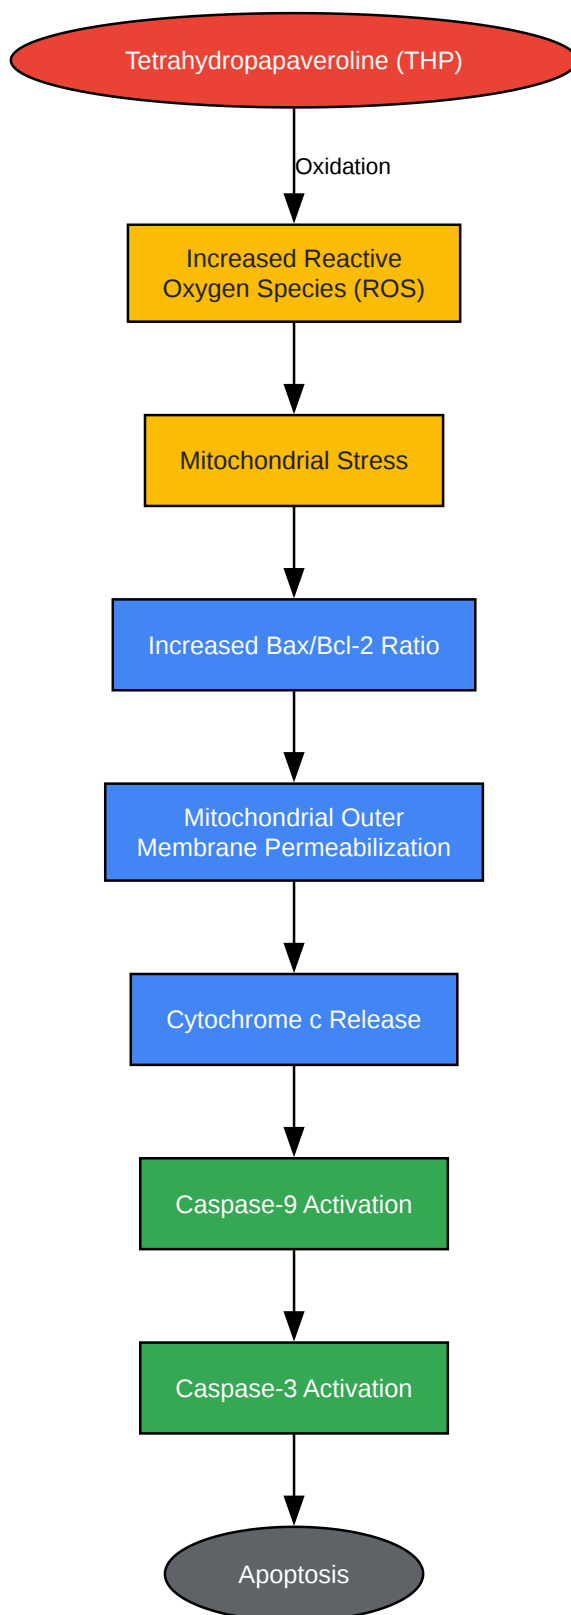 Tetrahydropapaveroline (THP)
Oxidation
Increased Reactive
Oxygen Species (ROS)
Mitochondrial Stress
Increased Bax/Bcl-2 Ratio
Mitochondrial Outer
Membrane Permeabilization
Cytochrome c Release
Caspase-9 Activation
Caspase-3 Activation
Apoptosis